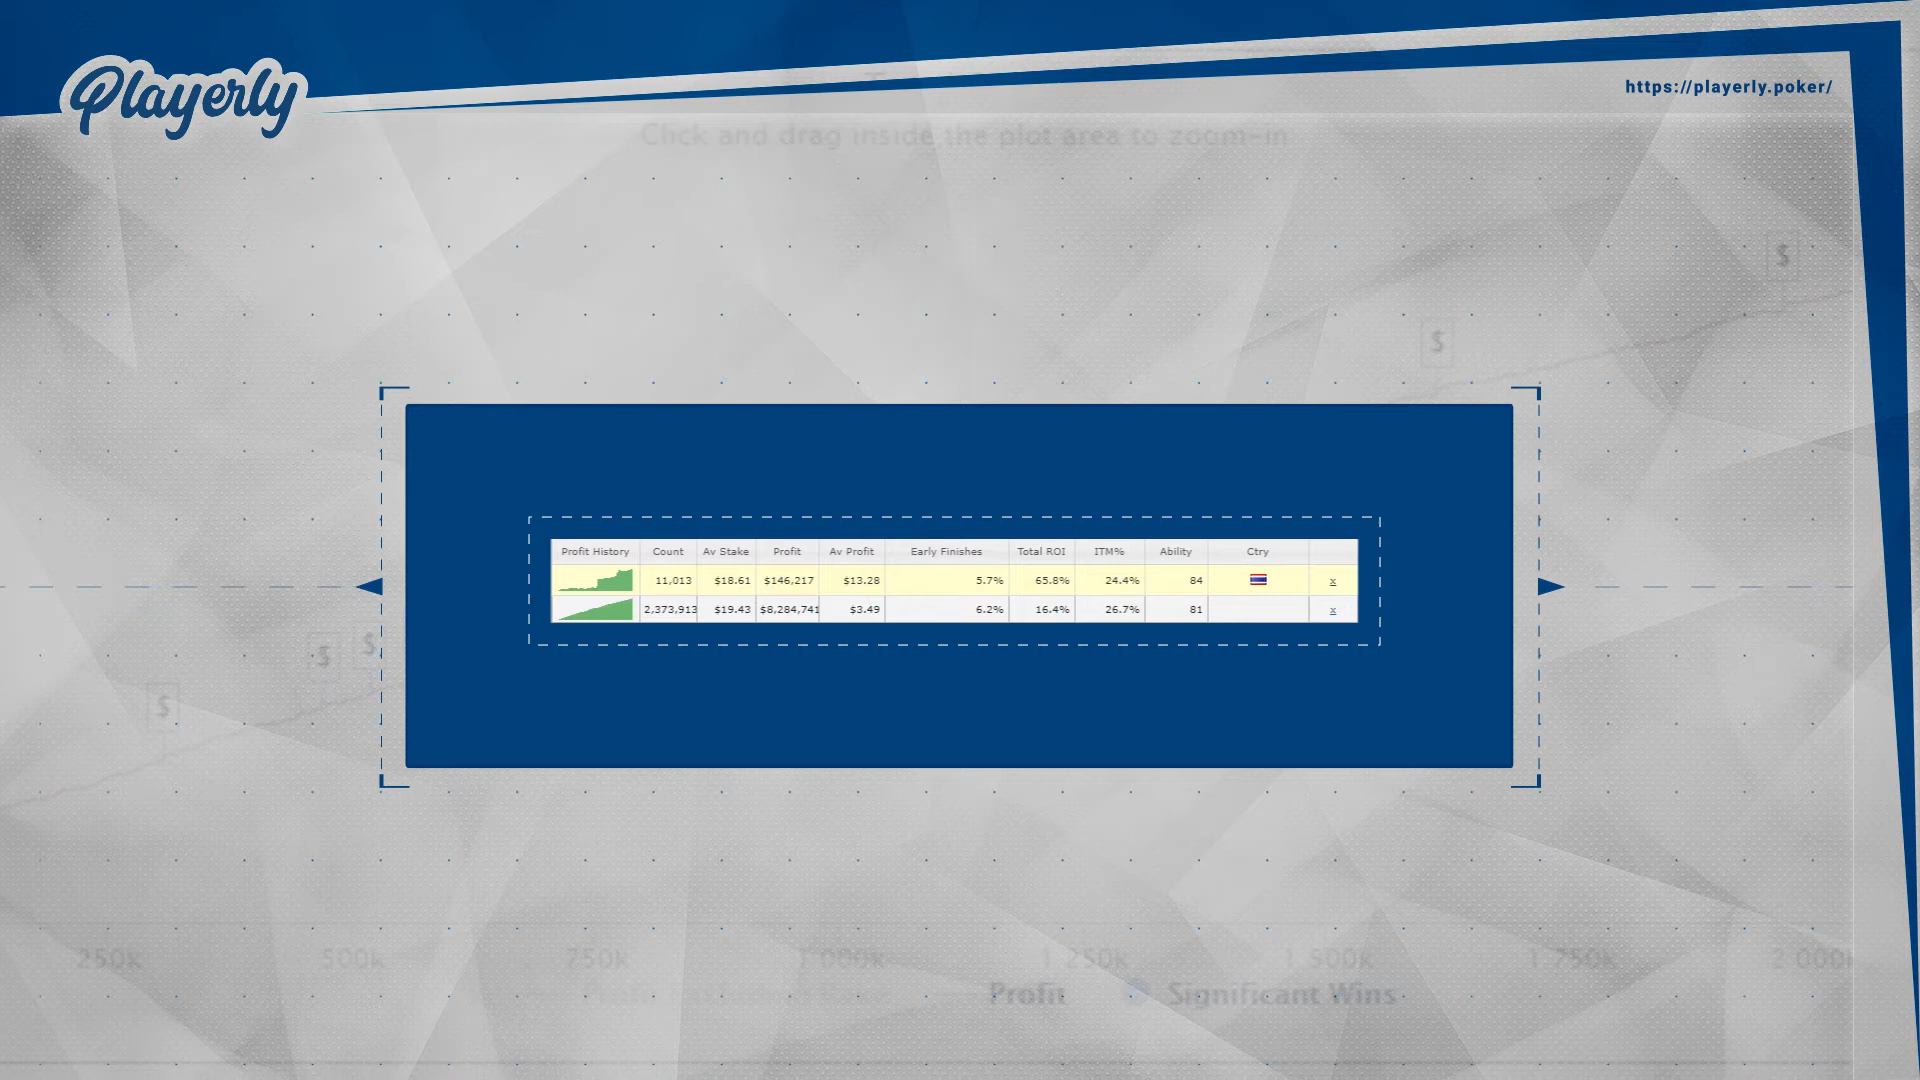 Playerly
https://playerly.poker/
Click and drag inside the plot area to zoom-in
$
$
Profit History Count Av Stake Profit Av Profit Early Finishes Total ROI ITM% Ability Ctry
11,013 $18.61 $146,217 $13.28 5.7% 65.8% 24.4% 84 x
2,373,913 $19.43 $8,284,741 $3.49 6.2% 16.4% 26.7% 81 x
$ $
$
250k 500k 750k 1 000k 1 250k 1 500k 1 750k 2 000k
Profit Significant Wins